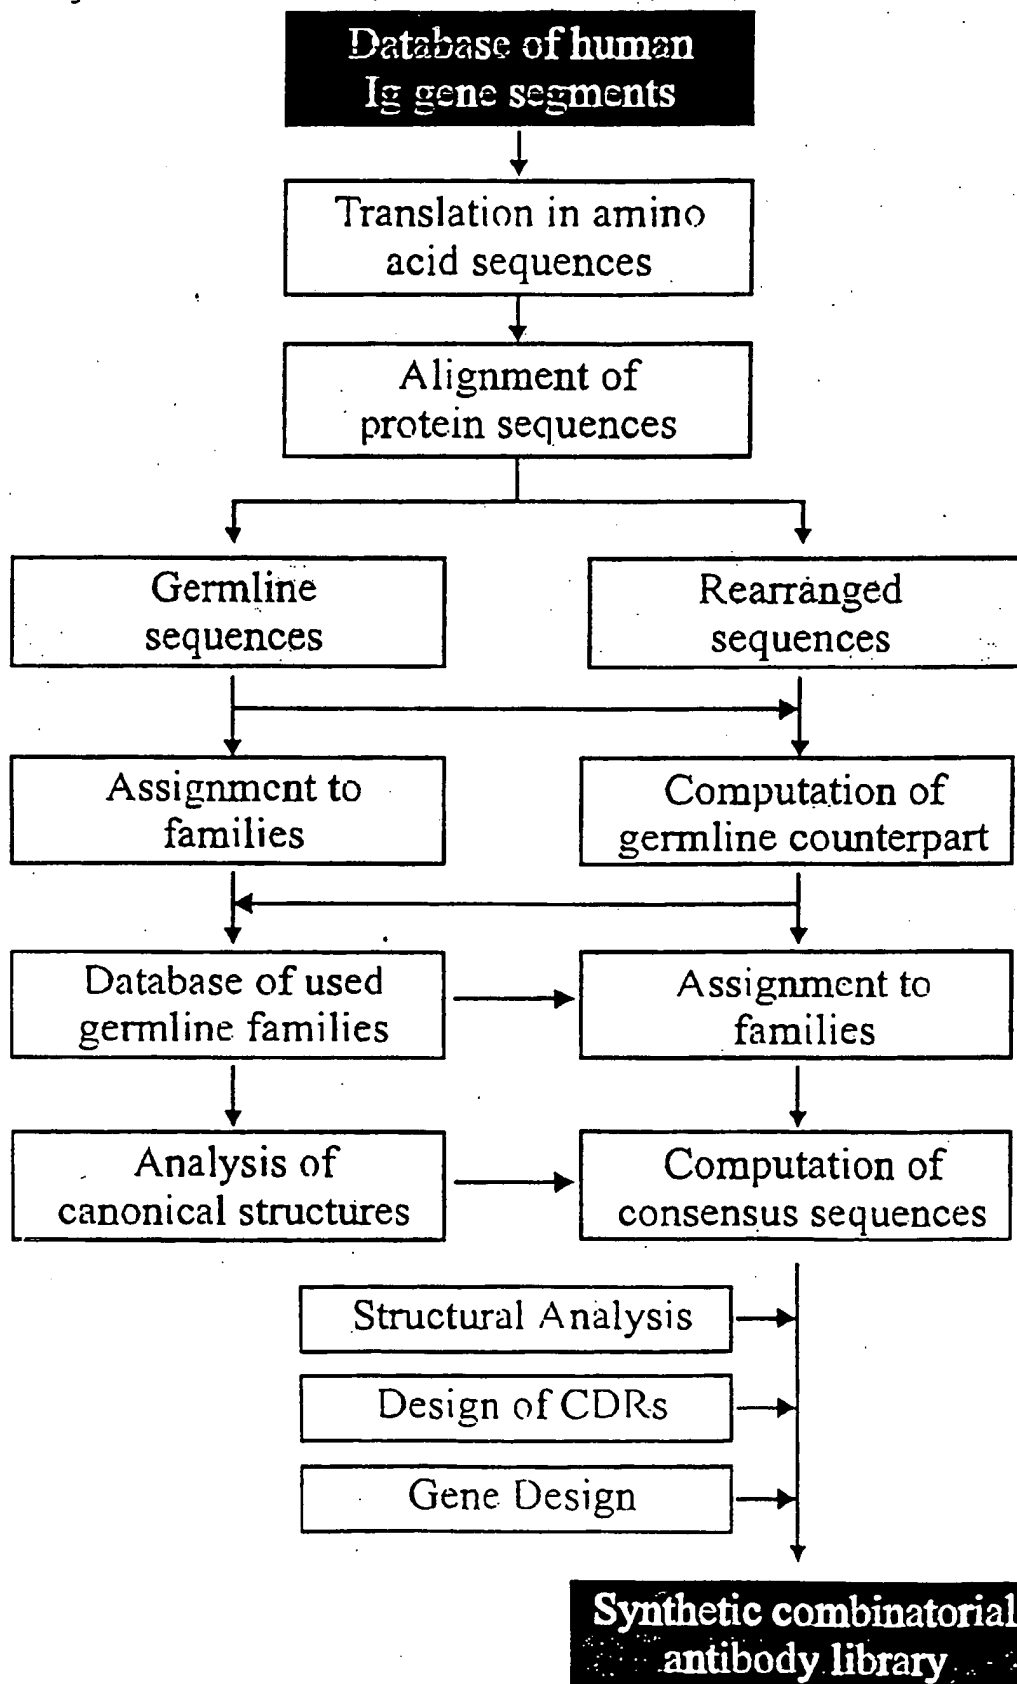 Database of human
Ig gene segments
Translation in amino
acid sequences
Alignment of
protein sequences
Germline
sequences
Rearranged
sequences
Assignment to
families
Computation of
germline counterpart
Database of used
germline families
Assignment to
families
Analysis of
canonical structures
Computation of
consensus sequences
Structural Analysis
Design of CDRs
Gene Design
Synthetic combinatorial
antibody library